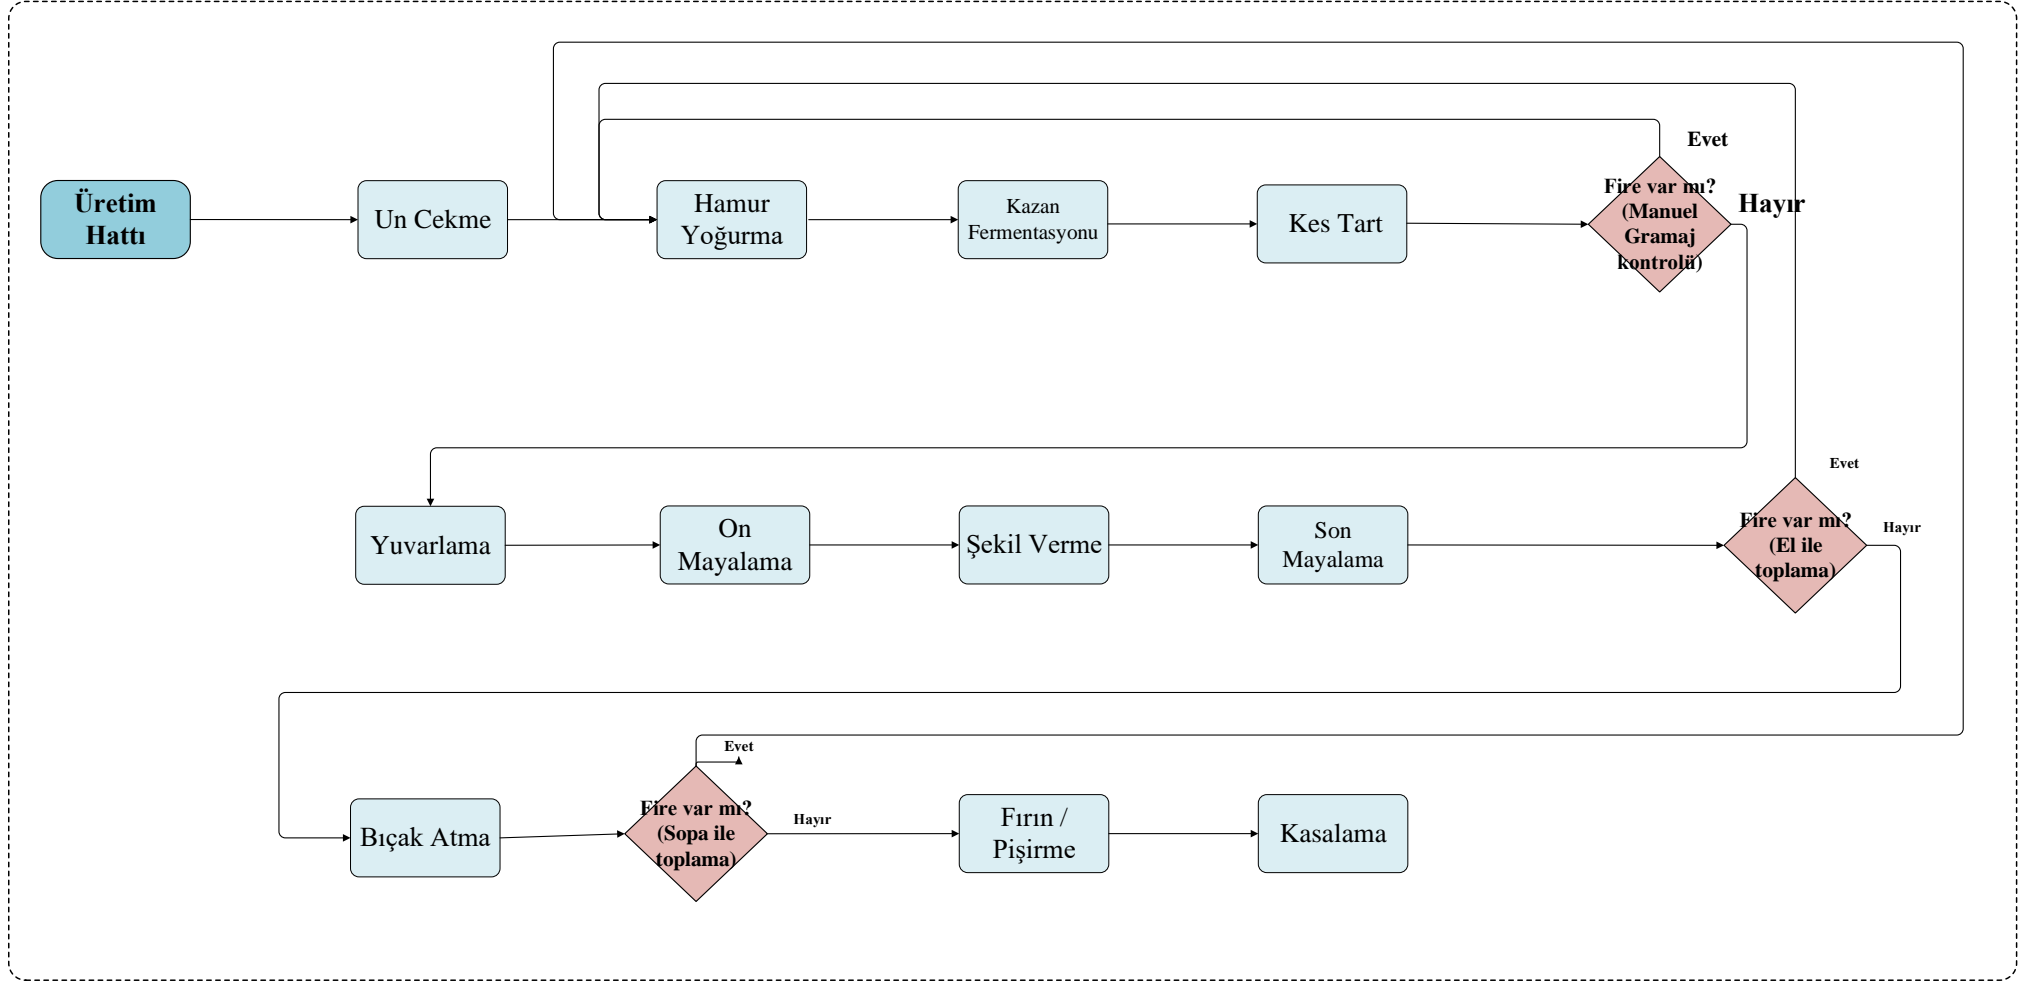 Evet
Üretim
Hattı
Un Cekme
Hamur
Yoğurma
Kazan
Fermentasyonu
Kes Tart
Fire var mı?
(Manuel
Gramaj
kontrolü)
Hayır
Evet
Yuvarlama
On
Mayalama
Şekil Verme
Son
Mayalama
Fire var mı?
(El ile
toplama)
Hayır
Evet
Bıçak Atma
Fire var mı?
(Sopa ile
toplama)
Hayır
Fırın /
Pişirme
Kasalama